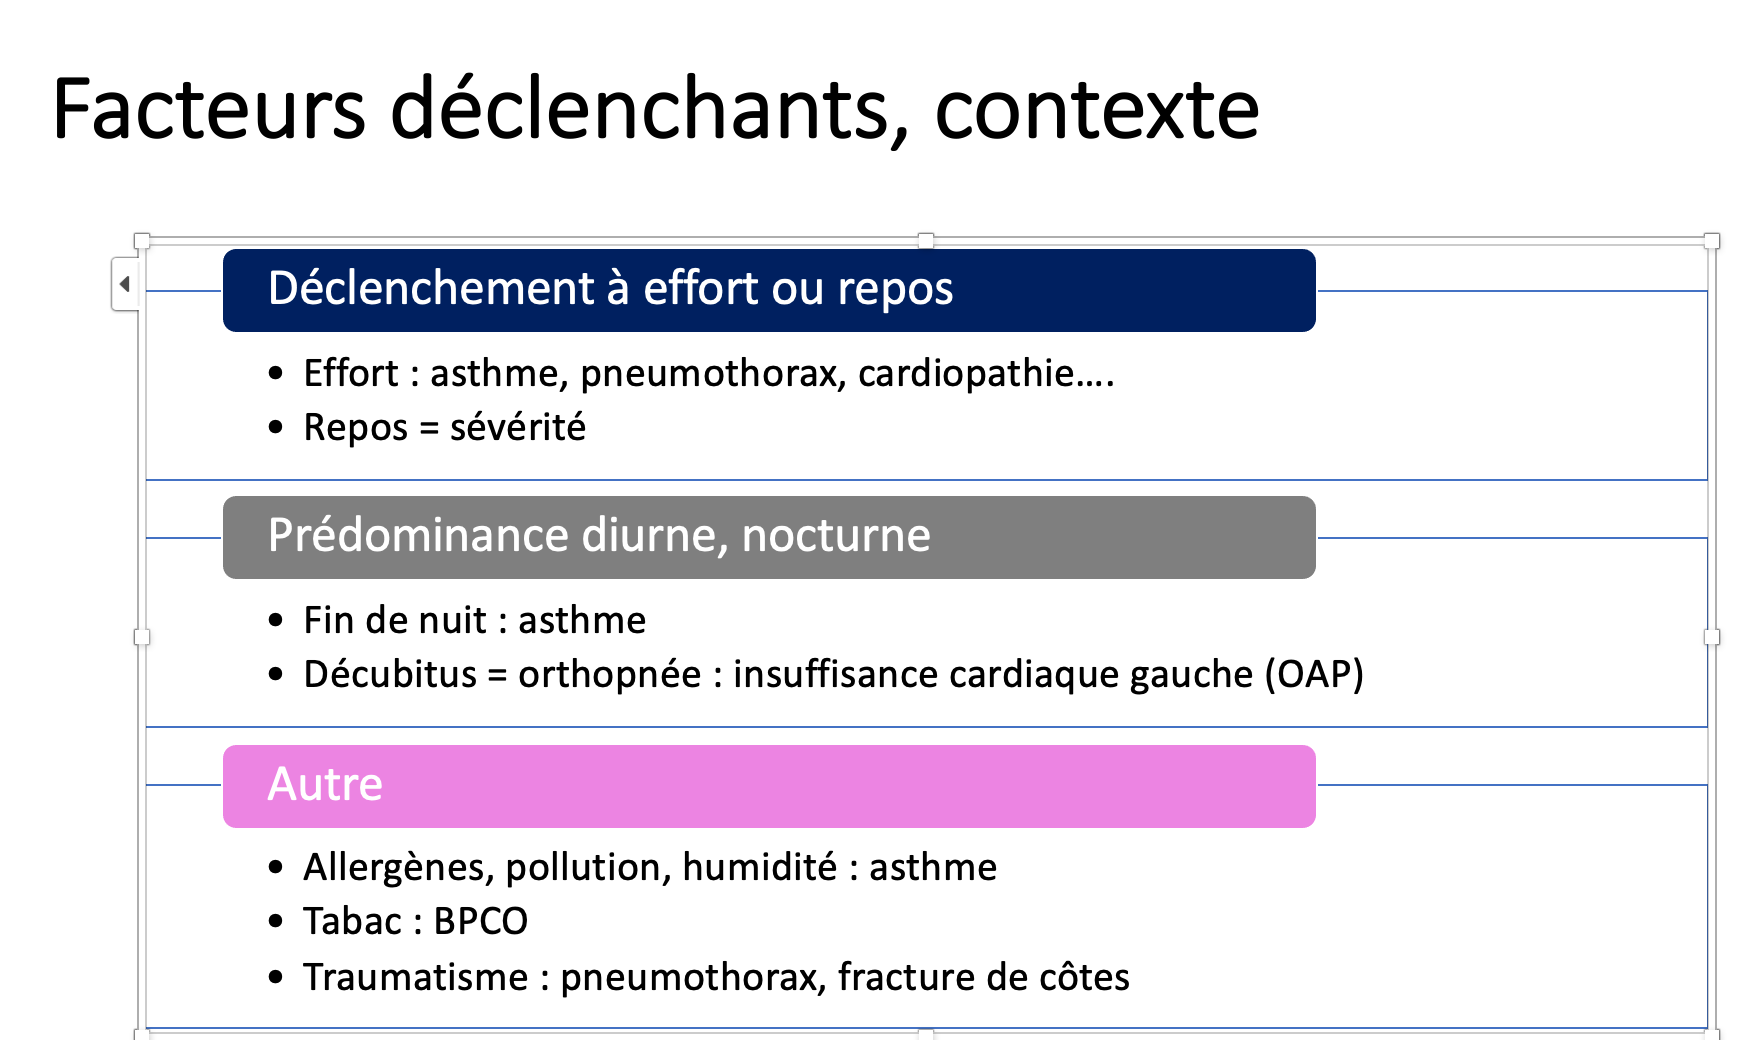 Facteurs déclenchants, contexte
Déclenchement à effort ou repos
• Effort : asthme, pneumothorax, cardiopathie....
• Repos = sévérité
Prédominance diurne, nocturne
• Fin de nuit : asthme
• Décubitus = orthopnée : insuffisance cardiaque gauche (OAP)
Autre
• Allergènes, pollution, humidité : asthme
• Tabac : BPCO
• Traumatisme : pneumothorax, fracture de côtes